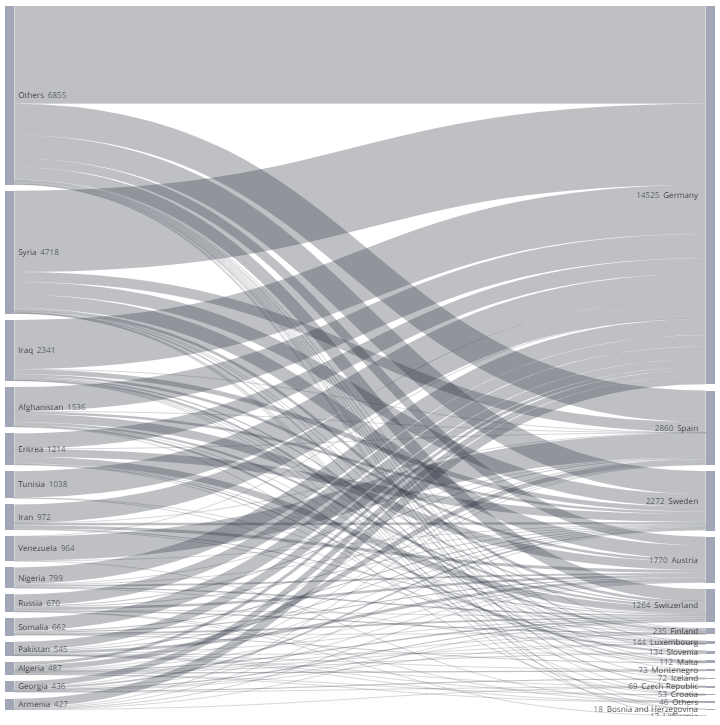 Others 6855
Syria 4718
Iraq 2341
Afghanistan 1536
Eritrea 1214
Tunisia 1038
Iran 972
Venezuela 964
Nigeria 799
Russia 670
Somalia 662
Pakistan 545
Algeria 487
Georgia 436
Armenia 427
14525 Germany
2860 Spain
2272 Sweden
1770 Austria
1264 Switzerland
235 Finland
144 Luxembourg
134 Slovenia
112 Malta
73 Montenegro
72 Iceland
69 Czech Republic
53 Croatia
46 Others
18 Bosnia and Herzegovina
17 Lithuania